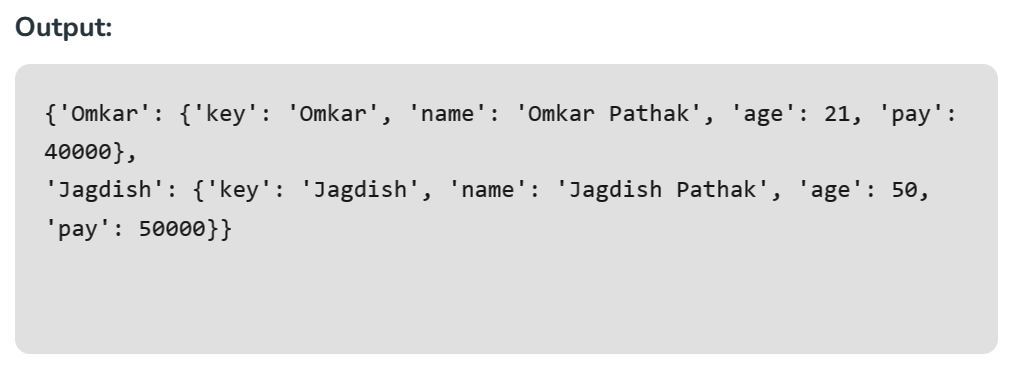 Output:
{'Omkar': {'key': 'Omkar', 'name': 'Omkar Pathak', 'age': 21, 'pay':
40000},
'Jagdish': {'key': 'Jagdish', 'name': 'Jagdish Pathak', 'age': 50,
'pay': 50000}}